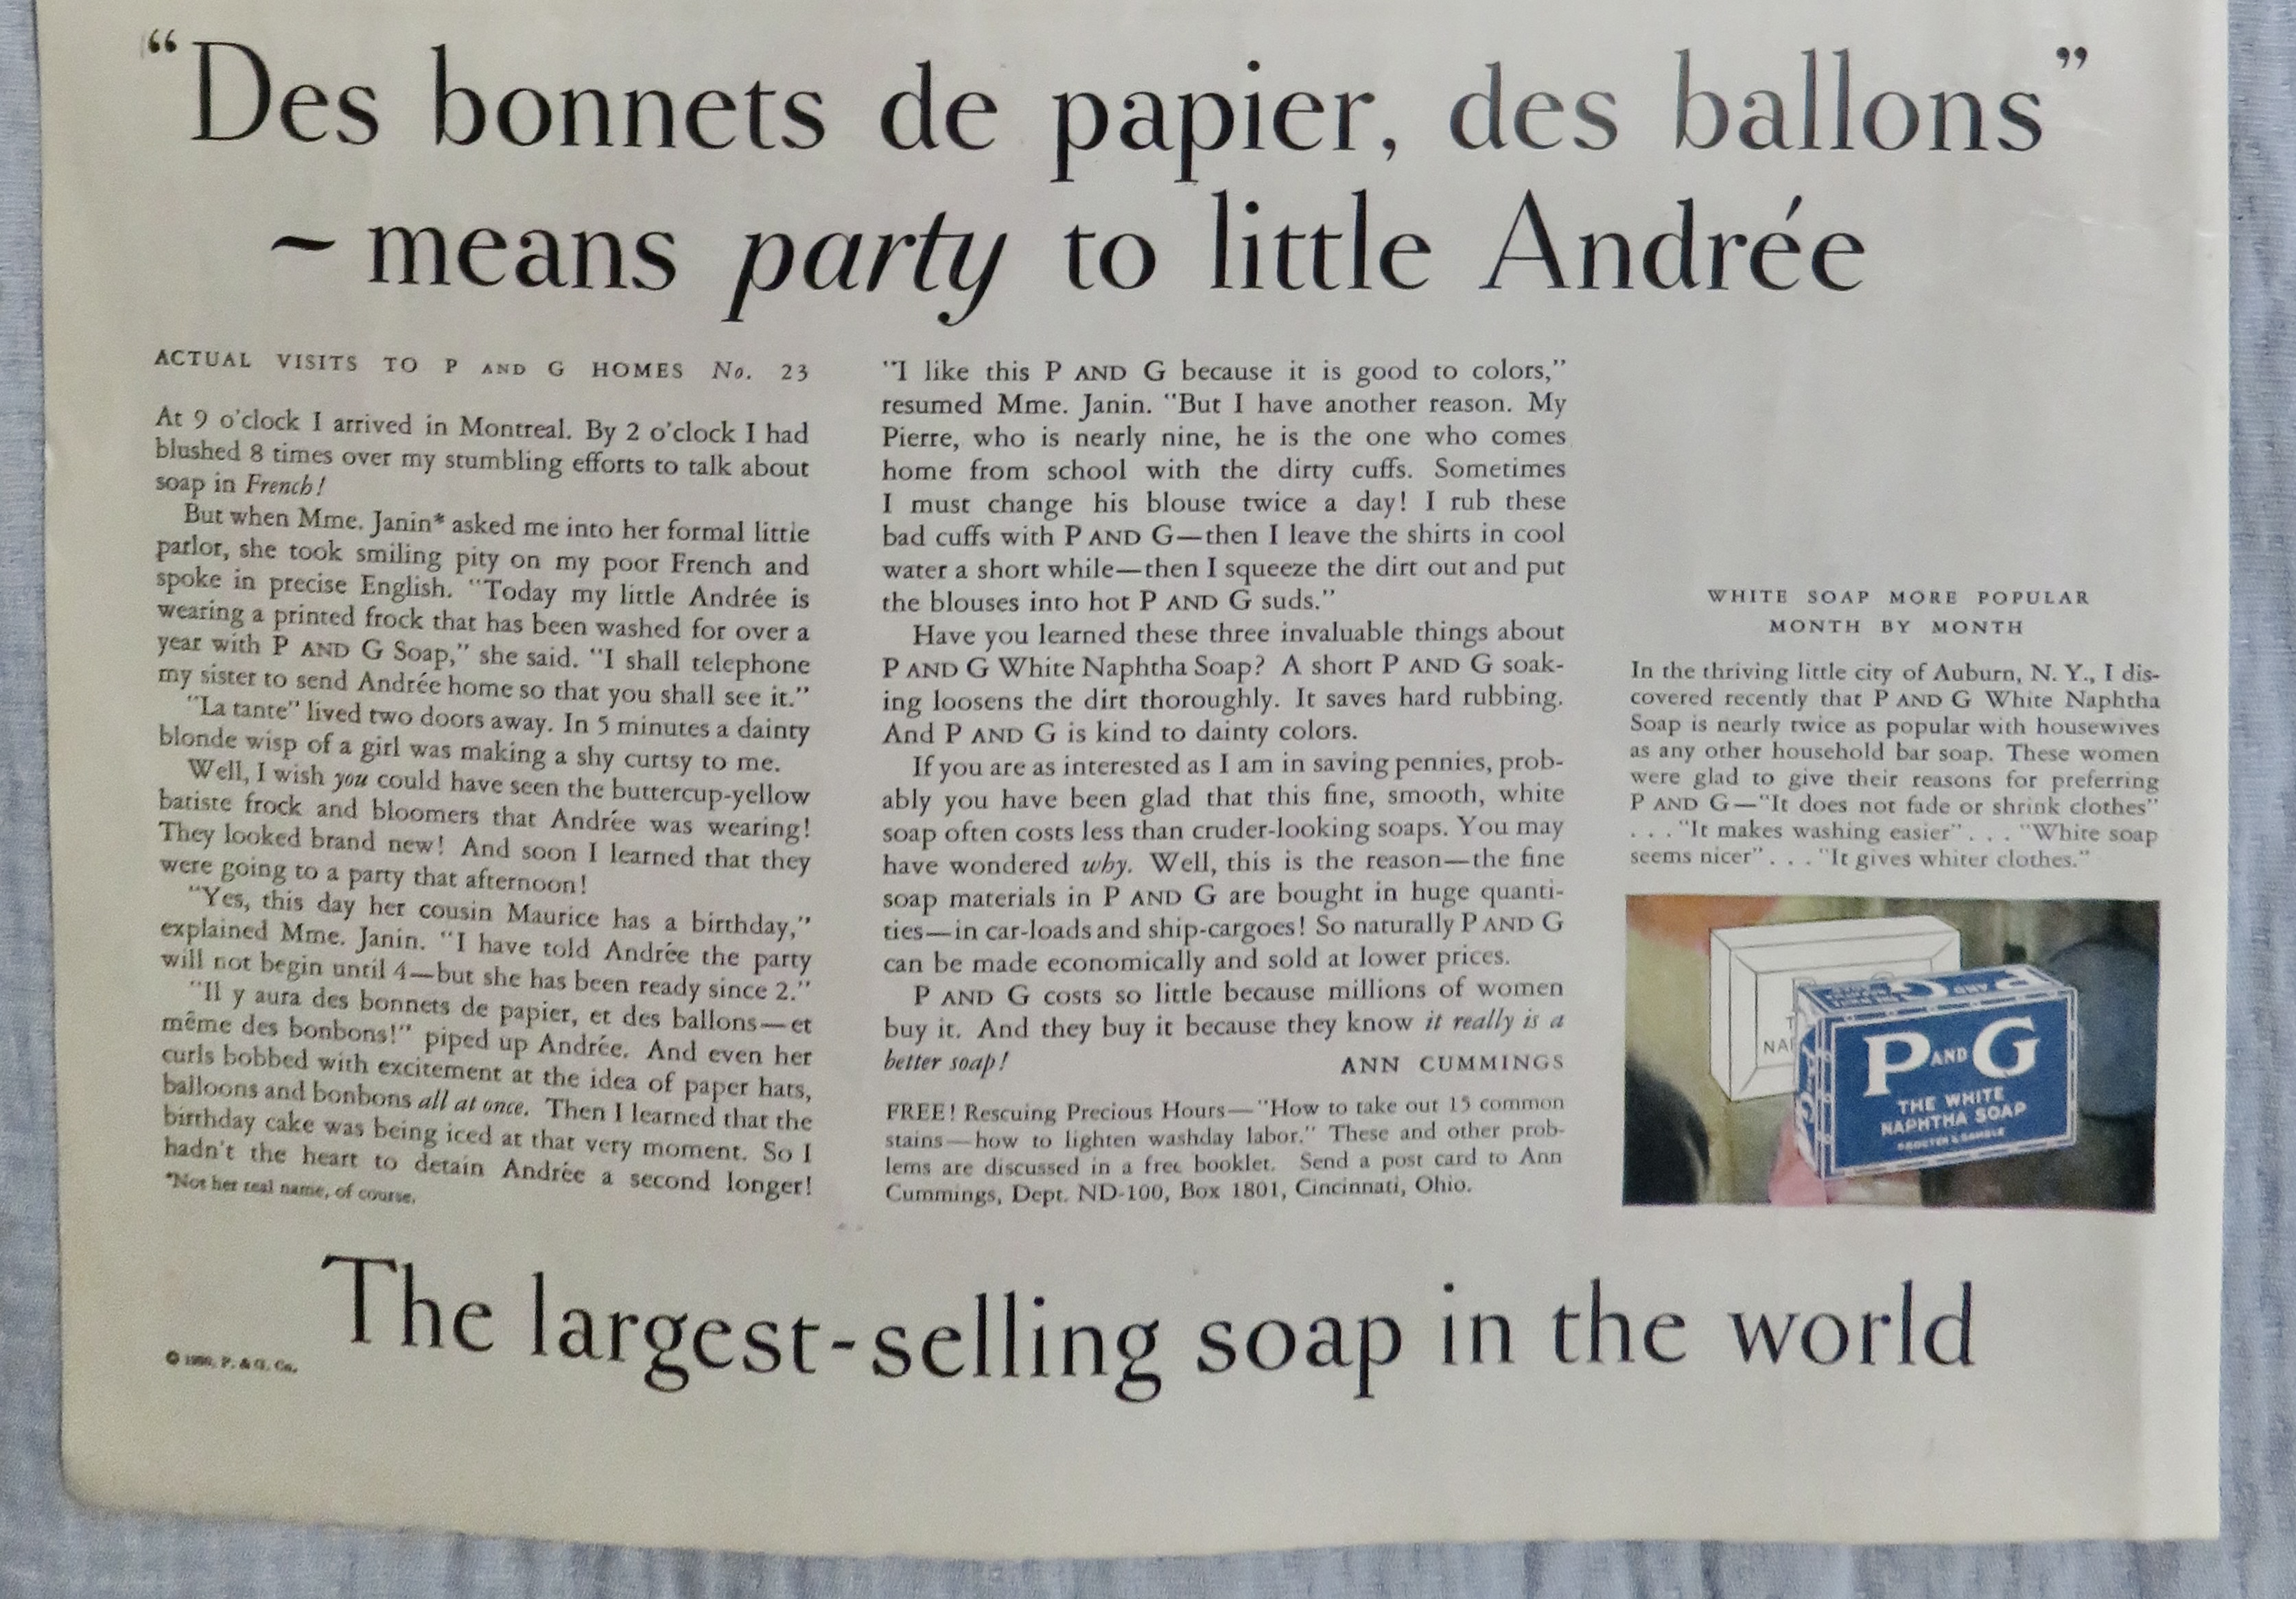 “Des bonnets de papier, des ballons”
~ means party to little Andrée
ACTUAL VISITS TO P AND G HOMES No. 23
At 9 o'clock I arrived in Montreal. By 2 o'clock I had
blushed 8 times over my stumbling efforts to talk about
soap in French!
But when Mme. Janin* asked me into her formal little
parlor, she took smiling pity on my poor French and
spoke in precise English. "Today my little Andrée is
wearing a printed frock that has been washed for over a
year with P AND G Soap," she said. "I shall telephone
my sister to send Andrée home so that you shall see it."
"La tante" lived two doors away. In 5 minutes a dainty
blonde wisp of a girl was making a shy curtsy to me.
Well, I wish you could have seen the buttercup-yellow
batiste frock and bloomers that Andrée was wearing!
They looked brand new! And soon I learned that they
were going to a party that afternoon!
"Yes, this day her cousin Maurice has a birthday,"
explained Mme. Janin. "I have told Andrée the party
will not begin until 4—but she has been ready since 2."
"Il y aura des bonnets de papier, et des ballons—et
même des bonbons!" piped up Andrée. And even her
curls bobbed with excitement at the idea of paper hats,
balloons and bonbons all at once. Then I learned that the
birthday cake was being iced at that very moment. So I
hadn't the heart to detain Andrée a second longer!
*Not her real name, of course.
"I like this P AND G because it is good to colors,"
resumed Mme. Janin. "But I have another reason. My
Pierre, who is nearly nine, he is the one who comes
home from school with the dirty cuffs. Sometimes
I must change his blouse twice a day! I rub these
bad cuffs with P AND G—then I leave the shirts in cool
water a short while—then I squeeze the dirt out and put
the blouses into hot P AND G suds."
Have you learned these three invaluable things about
P AND G White Naphtha Soap? A short P AND G soak-
ing loosens the dirt thoroughly. It saves hard rubbing.
And P AND G is kind to dainty colors.
If you are as interested as I am in saving pennies, prob-
ably you have been glad that this fine, smooth, white
soap often costs less than cruder-looking soaps. You may
have wondered why. Well, this is the reason—the fine
soap materials in P AND G are bought in huge quanti-
ties—in car-loads and ship-cargoes! So naturally P AND G
can be made economically and sold at lower prices.
P AND G costs so little because millions of women
buy it. And they buy it because they know it really is a
better soap! ANN CUMMINGS
FREE! Rescuing Precious Hours—"How to take out 15 common
stains—how to lighten washday labor." These and other prob-
lems are discussed in a free booklet. Send a post card to Ann
Cummings, Dept. ND-100, Box 1801, Cincinnati, Ohio.
WHITE SOAP MORE POPULAR
MONTH BY MONTH
In the thriving little city of Auburn, N. Y., I dis-
covered recently that P AND G White Naphtha
Soap is nearly twice as popular with housewives
as any other household bar soap. These women
were glad to give their reasons for preferring
P AND G—"It does not fade or shrink clothes"
. . . "It makes washing easier" . . . "White soap
seems nicer" . . . "It gives whiter clothes."
P AND G
THE WHITE
NAPHTHA SOAP
PROCTER & GAMBLE
The largest-selling soap in the world
P. & G. Co.